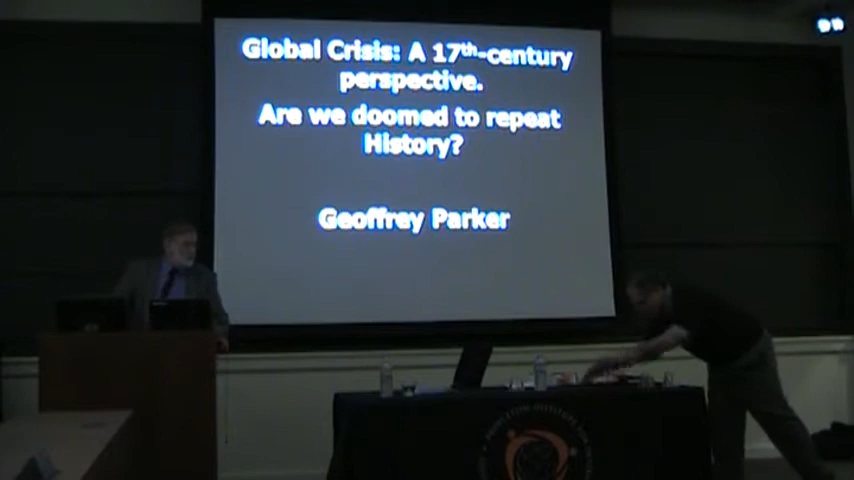 Global Crisis: A 17th-century
perspective.
Are we doomed to repeat
History?
Geoffrey Parker